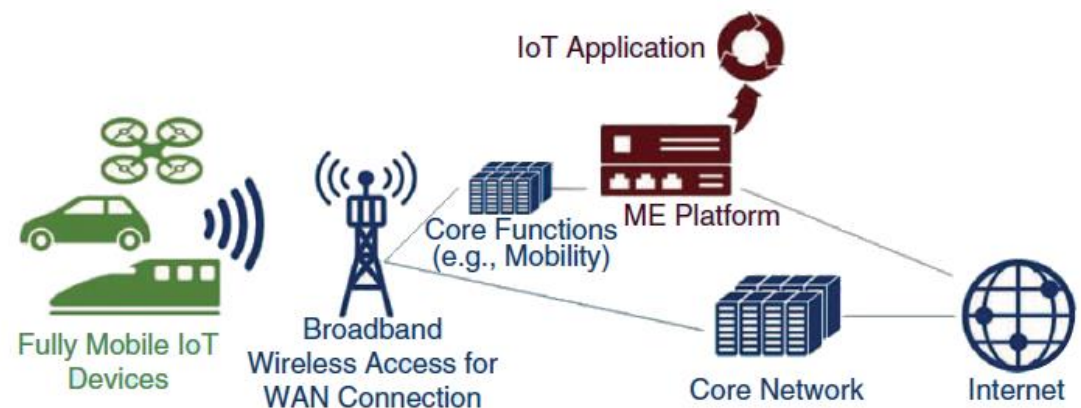 IoT Application
ME Platform
Core Functions
(e.g., Mobility)
Fully Mobile IoT
Devices
Broadband
Wireless Access for
WAN Connection
Core Network
Internet